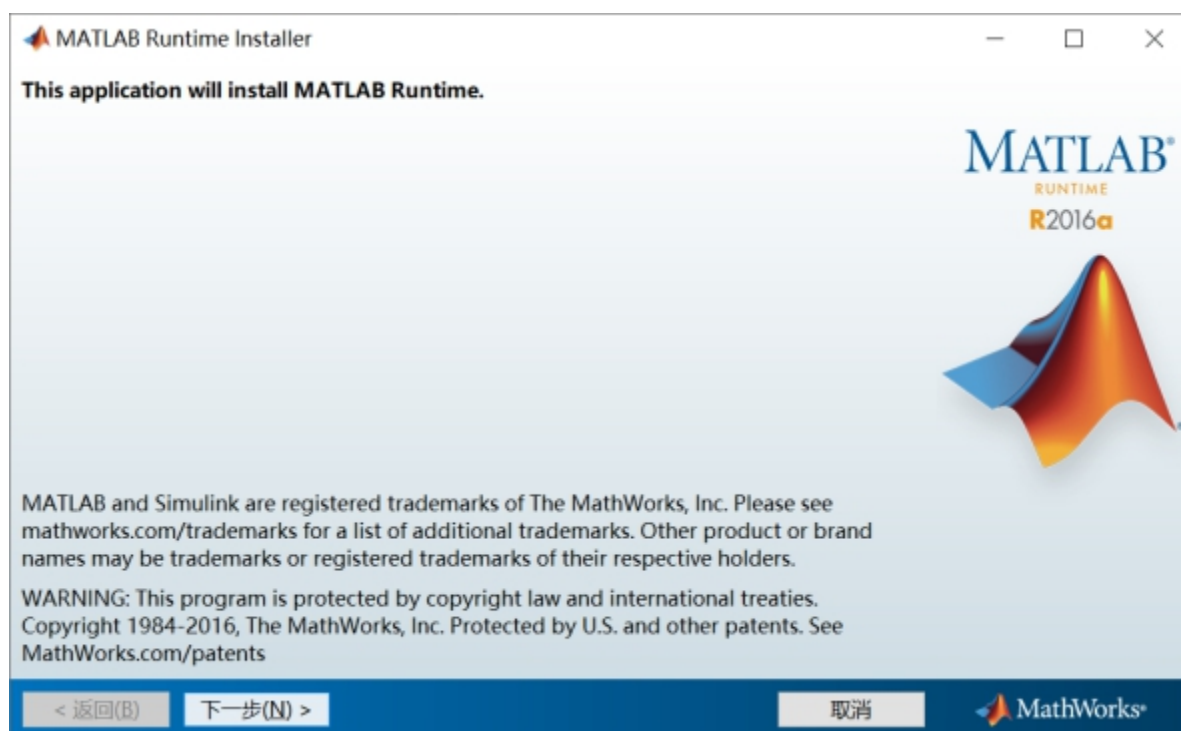 MATLAB Runtime Installer
This application will install MATLAB Runtime.
MATLAB®
RUNTIME
R2016a
MATLAB and Simulink are registered trademarks of The MathWorks, Inc. Please see
mathworks.com/trademarks for a list of additional trademarks. Other product or brand
names may be trademarks or registered trademarks of their respective holders.
WARNING: This program is protected by copyright law and international treaties.
Copyright 1984-2016, The MathWorks, Inc. Protected by U.S. and other patents. See
MathWorks.com/patents
< 返回(B) 下一步(N) > 取消 MathWorks®